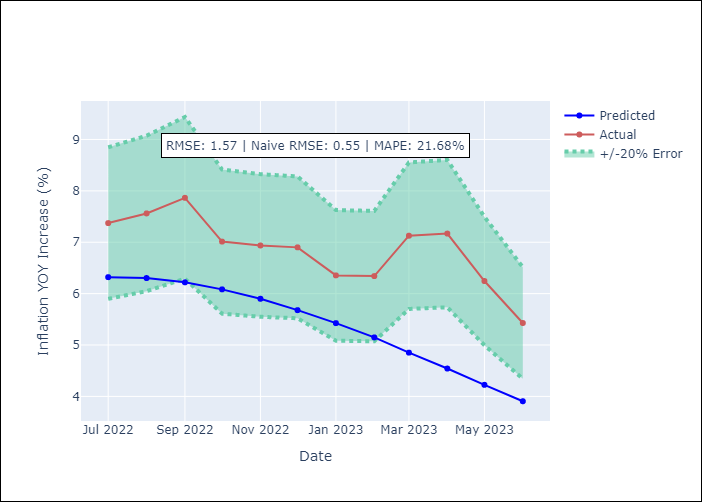 RMSE: 1.57 | Naive RMSE: 0.55 | MAPE: 21.68%
Predicted
Actual
+/-20% Error
Inflation YOY Increase (%)
9
8
7
6
5
4
Jul 2022
Sep 2022
Nov 2022
Jan 2023
Mar 2023
May 2023
Date